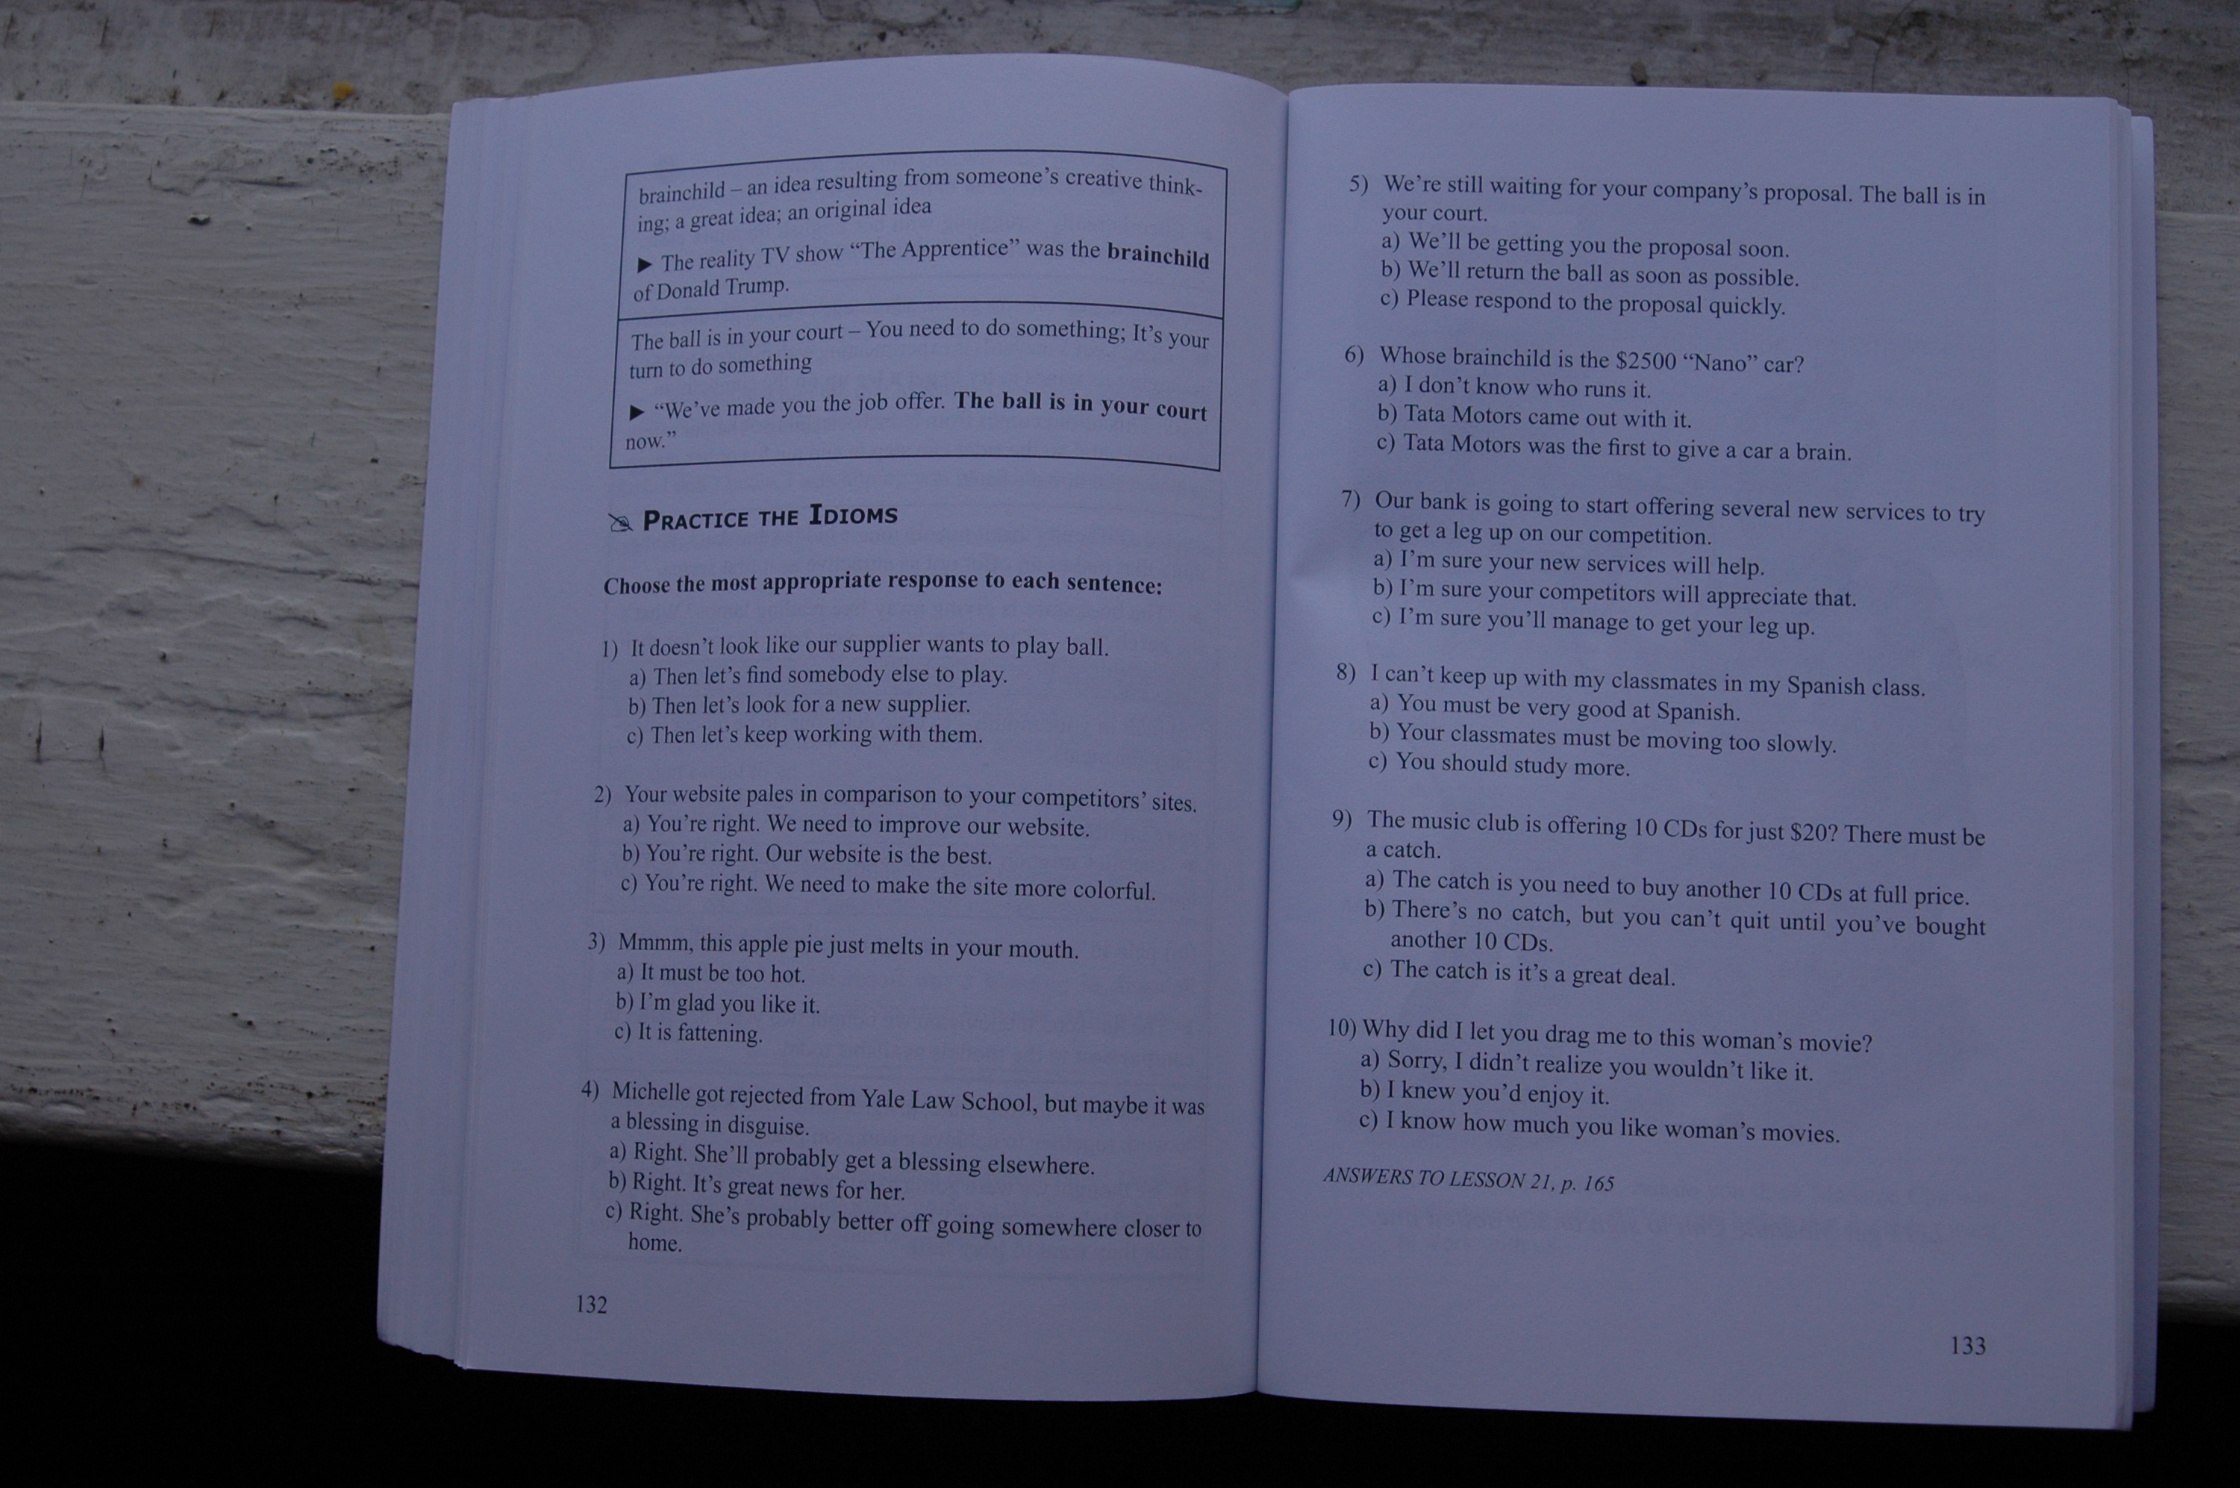 brainchild – an idea resulting from someone's creative think-
ing; a great idea; an original idea
► The reality TV show “The Apprentice” was the brainchild
of Donald Trump.
The ball is in your court – You need to do something; It's your
turn to do something
► “We've made you the job offer. The ball is in your court
now.”
PRACTICE THE IDIOMS
Choose the most appropriate response to each sentence:
1) It doesn't look like our supplier wants to play ball.
a) Then let's find somebody else to play.
b) Then let's look for a new supplier.
c) Then let's keep working with them.
2) Your website pales in comparison to your competitors' sites.
a) You're right. We need to improve our website.
b) You're right. Our website is the best.
c) You're right. We need to make the site more colorful.
3) Mmmm, this apple pie just melts in your mouth.
a) It must be too hot.
b) I'm glad you like it.
c) It is fattening.
4) Michelle got rejected from Yale Law School, but maybe it was
a blessing in disguise.
a) Right. She'll probably get a blessing elsewhere.
b) Right. It's great news for her.
c) Right. She's probably better off going somewhere closer to
home.
132
5) We're still waiting for your company's proposal. The ball is in
your court.
a) We'll be getting you the proposal soon.
b) We'll return the ball as soon as possible.
c) Please respond to the proposal quickly.
6) Whose brainchild is the $2500 “Nano” car?
a) I don't know who runs it.
b) Tata Motors came out with it.
c) Tata Motors was the first to give a car a brain.
7) Our bank is going to start offering several new services to try
to get a leg up on our competition.
a) I'm sure your new services will help.
b) I'm sure your competitors will appreciate that.
c) I'm sure you'll manage to get your leg up.
8) I can't keep up with my classmates in my Spanish class.
a) You must be very good at Spanish.
b) Your classmates must be moving too slowly.
c) You should study more.
9) The music club is offering 10 CDs for just $20? There must be
a catch.
a) The catch is you need to buy another 10 CDs at full price.
b) There's no catch, but you can't quit until you've bought
another 10 CDs.
c) The catch is it's a great deal.
10) Why did I let you drag me to this woman's movie?
a) Sorry, I didn't realize you wouldn't like it.
b) I knew you'd enjoy it.
c) I know how much you like woman's movies.
ANSWERS TO LESSON 21, p. 165
133